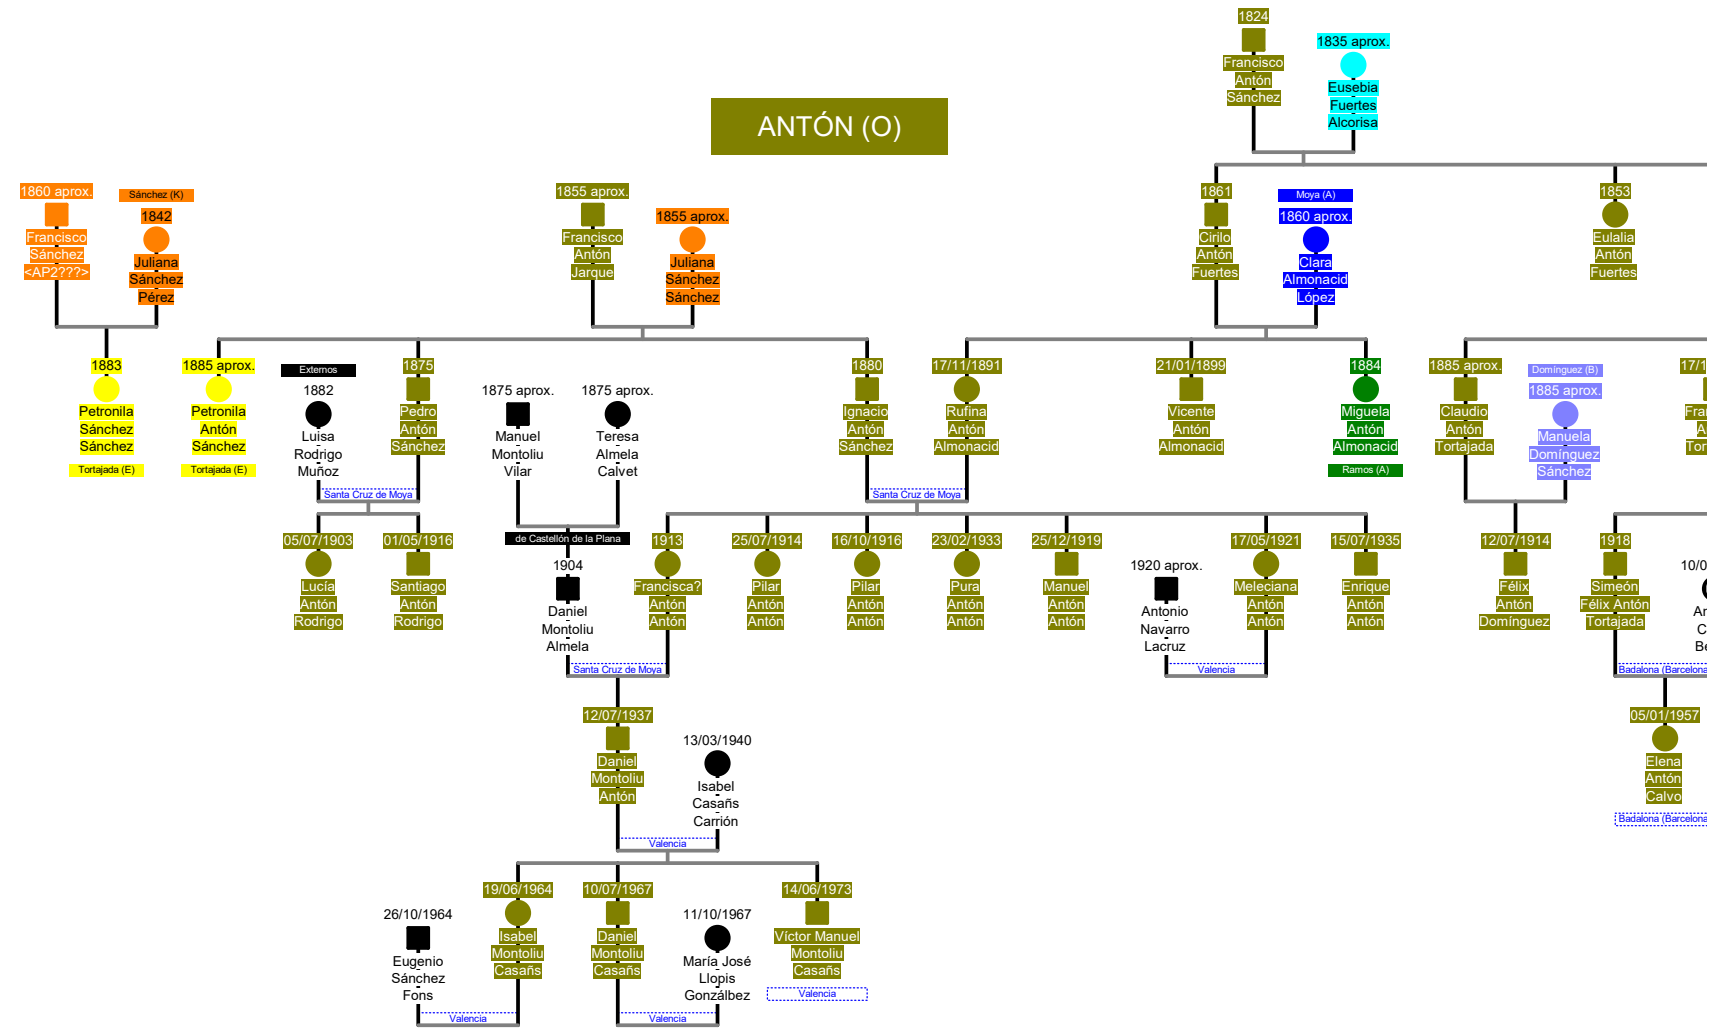 1824
Francisco
Antón
Sánchez
1835 aprox.
Eusebia
Fuertes
Alcorisa
ANTÓN (O)
1860 aprox.
Francisco
Sánchez
<AP2???>
Sánchez (K)
1842
Juliana
Sánchez
Pérez
1855 aprox.
Francisco
Antón
Jarque
1855 aprox.
Juliana
Sánchez
Sánchez
1861
Cirilo
Antón
Fuertes
Moya (A)
1860 aprox.
Clara
Almonacid
López
1853
Eulalia
Antón
Fuertes
1883
Petronila
Sánchez
Sánchez
Tortajada (E)
1885 aprox.
Petronila
Antón
Sánchez
Tortajada (E)
Externos
1882
Luisa
Rodrigo
Muñoz
1875
Pedro
Antón
Sánchez
Santa Cruz de Moya
1875 aprox.
Manuel
Montoliu
Vilar
1875 aprox.
Teresa
Almela
Calvet
1880
Ignacio
Antón
Sánchez
17/11/1891
Rufina
Antón
Almonacid
Santa Cruz de Moya
21/01/1899
Vicente
Antón
Almonacid
1884
Miguela
Antón
Almonacid
Ramos (A)
1885 aprox.
Claudio
Antón
Tortajada
Domínguez (B)
1885 aprox.
Manuela
Domínguez
Sánchez
05/07/1903
Lucía
Antón
Rodrigo
01/05/1916
Santiago
Antón
Rodrigo
de Castellón de la Plana
1904
Daniel
Montoliu
Almela
1913
Francisca?
Antón
Antón
Santa Cruz de Moya
25/07/1914
Pilar
Antón
Antón
16/10/1916
Pilar
Antón
Antón
23/02/1933
Pura
Antón
Antón
25/12/1919
Manuel
Antón
Antón
1920 aprox.
Antonio
Navarro
Lacruz
17/05/1921
Meleciana
Antón
Antón
Valencia
15/07/1935
Enrique
Antón
Antón
12/07/1914
Félix
Antón
Domínguez
1918
Simeón
Félix Antón
Tortajada
Badalona (Barcelona
12/07/1937
Daniel
Montoliu
Antón
13/03/1940
Isabel
Casañs
Carrión
Valencia
05/01/1957
Elena
Antón
Calvo
Badalona (Barcelona
26/10/1964
Eugenio
Sánchez
Fons
19/06/1964
Isabel
Montoliu
Casañs
Valencia
10/07/1967
Daniel
Montoliu
Casañs
11/10/1967
María José
Llopis
Gonzálbez
Valencia
14/06/1973
Víctor Manuel
Montoliu
Casañs
Valencia